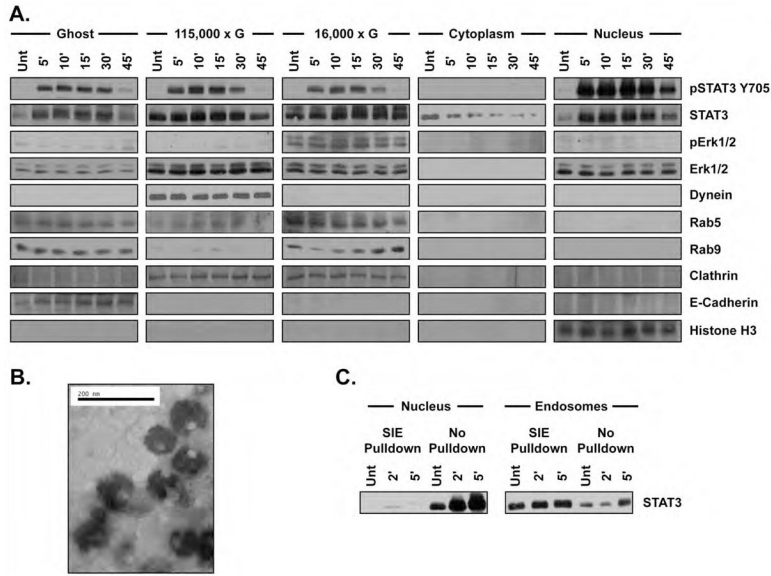 A.
Ghost 115,000 x G 16,000 x G Cytoplasm Nucleus
Unt 5' 10' 15' 30' 45' Unt 5' 10' 15' 30' 45' Unt 5' 10' 15' 30' 45' Unt 5' 10' 15' 30' 45' Unt 5' 10' 15' 30' 45'
pSTAT3 Y705
STAT3
pErk1/2
Erk1/2
Dynein
Rab5
Rab9
Clathrin
E-Cadherin
Histone H3
B.
200 nm
C.
Nucleus Endosomes
SIE Pulldown No Pulldown SIE Pulldown No Pulldown
Unt 2' 5' Unt 2' 5' Unt 2' 5' Unt 2' 5'
STAT3